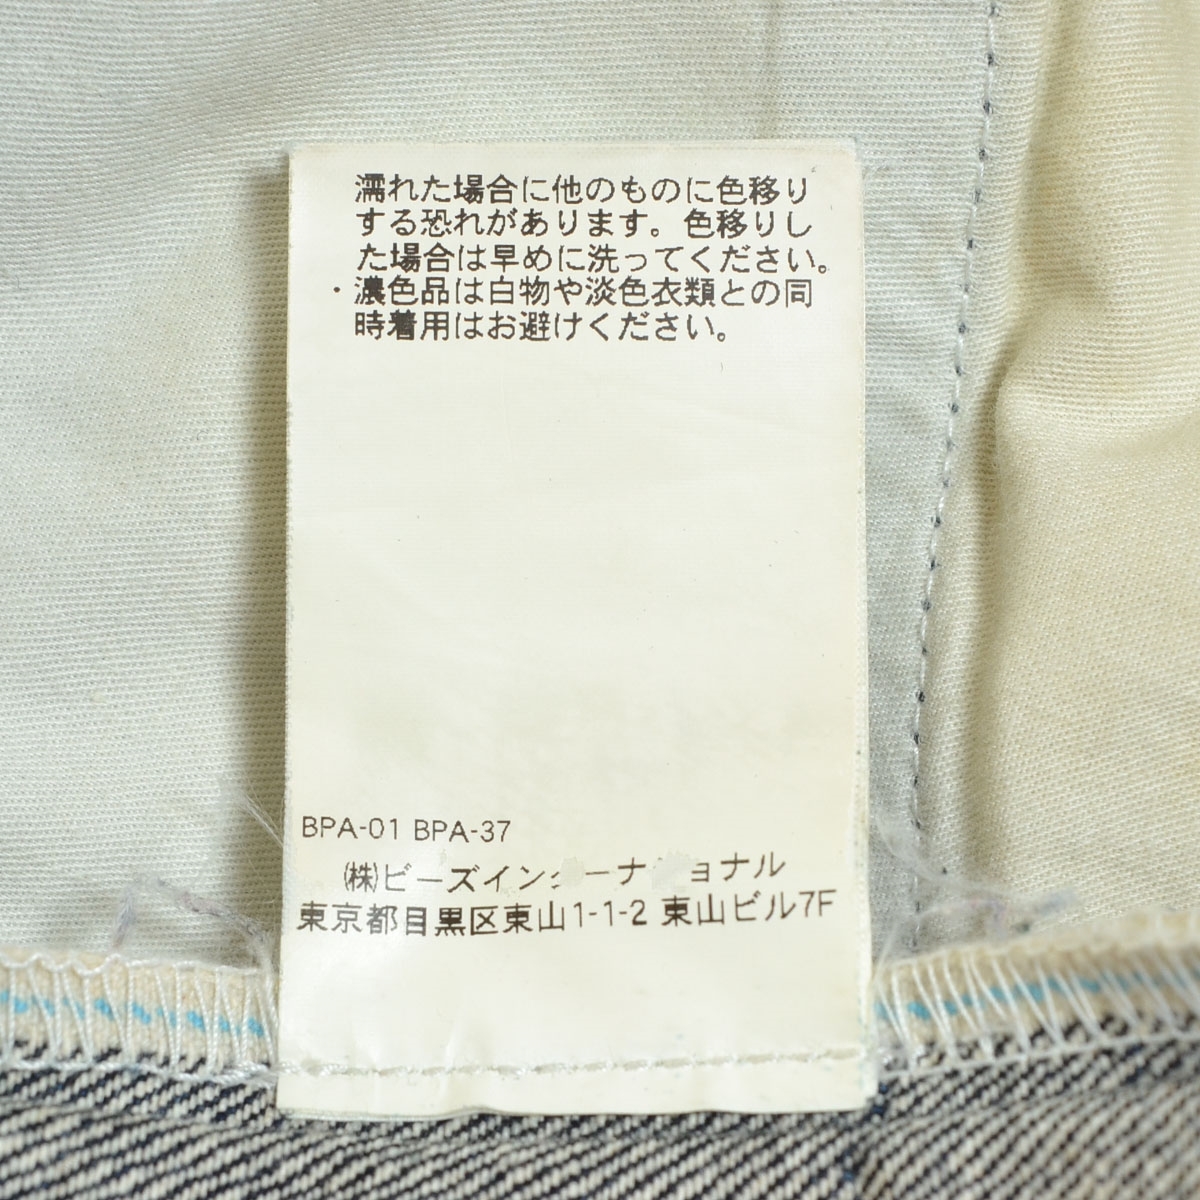 濡れた場合に他のものに色移り
する恐れがあります。色移りし
た場合は早めに洗ってください。
・濃色品は白物や淡色衣類との同
時着用はお避けください。
BPA-01 BPA-37
㈱ビーズインターナショナル
東京都目黒区東山1-1-2 東山ビル7F